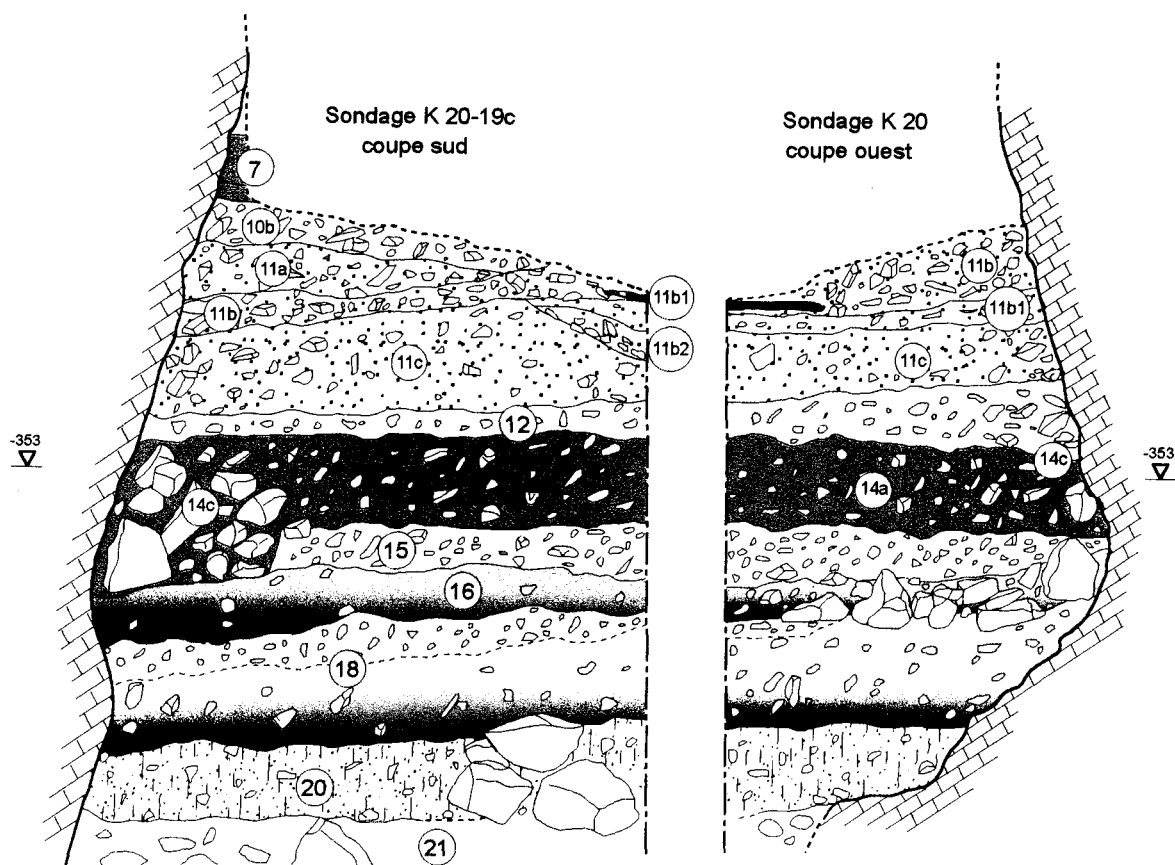 Sondage K 20-19c
coupe sud
Sondage K 20
coupe ouest
7
10b
11a
11b
11b1
11b2
11c
12
-353
14c
15
16
18
20
21
11b
11b1
11c
14c
14a
-353